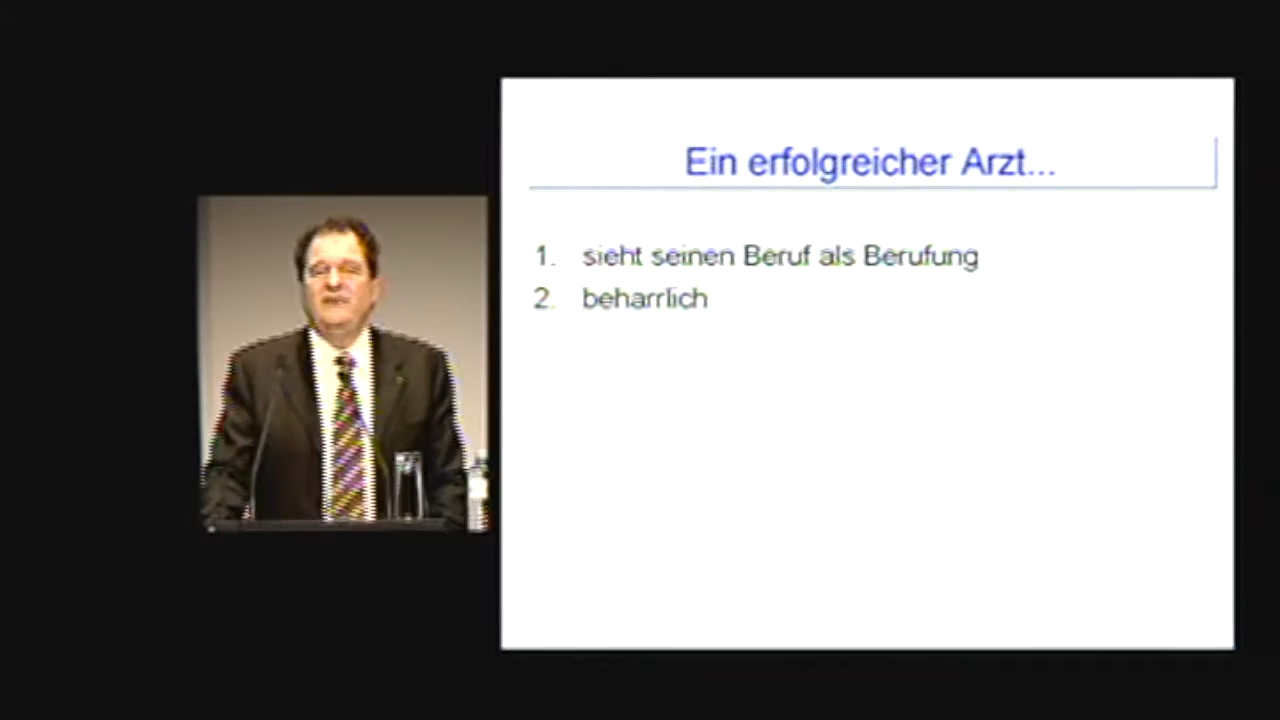 Ein erfolgreicher Arzt...
1. sieht seinen Beruf als Berufung
2. beharrlich